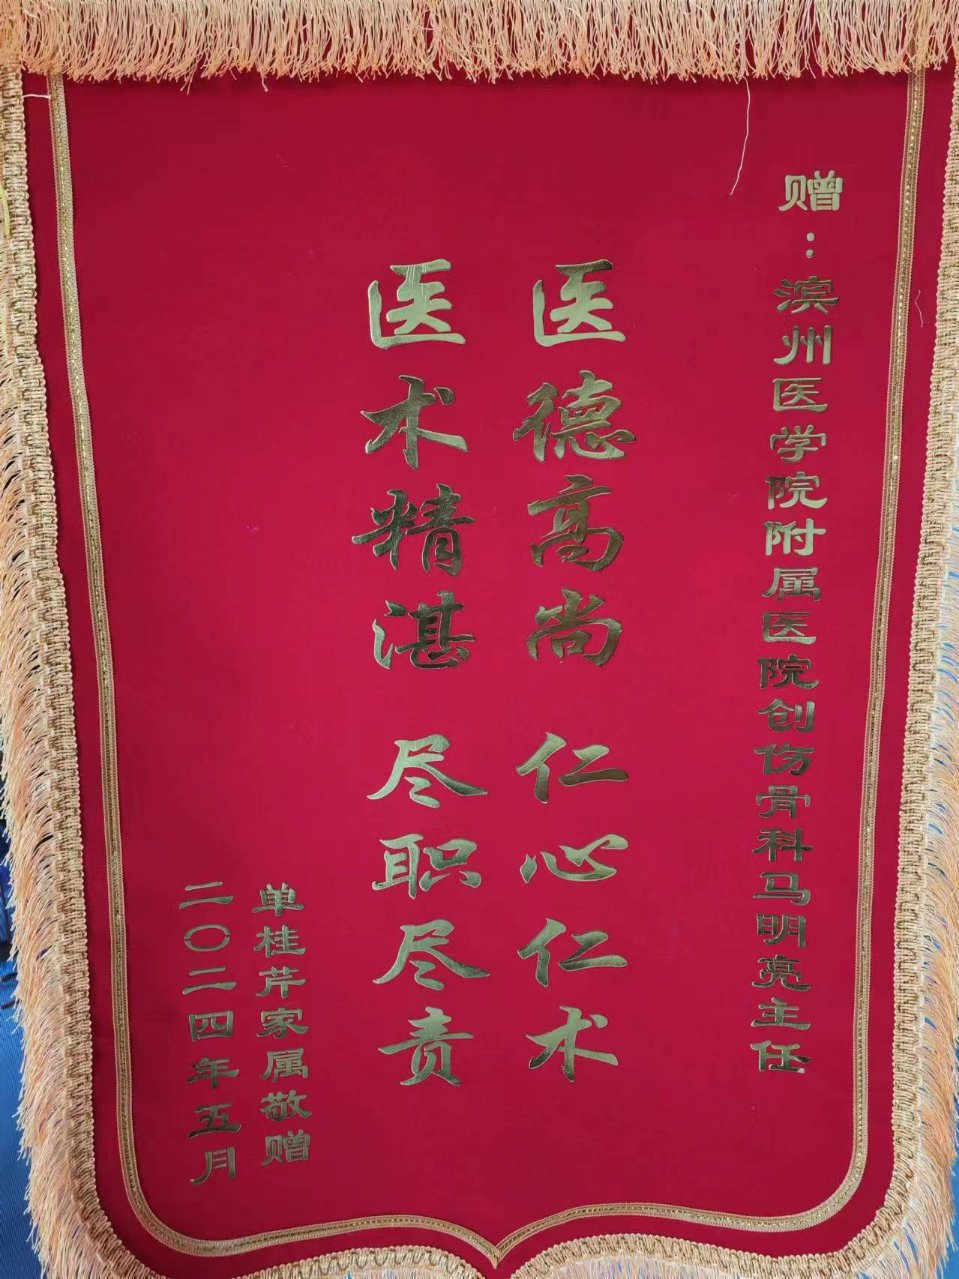 赠：滨州医学院附属医院创伤骨科马明亮主任
医德高尚 仁心仁术
医术精湛 尽职尽责
单桂芹家属敬赠
二〇二四年五月